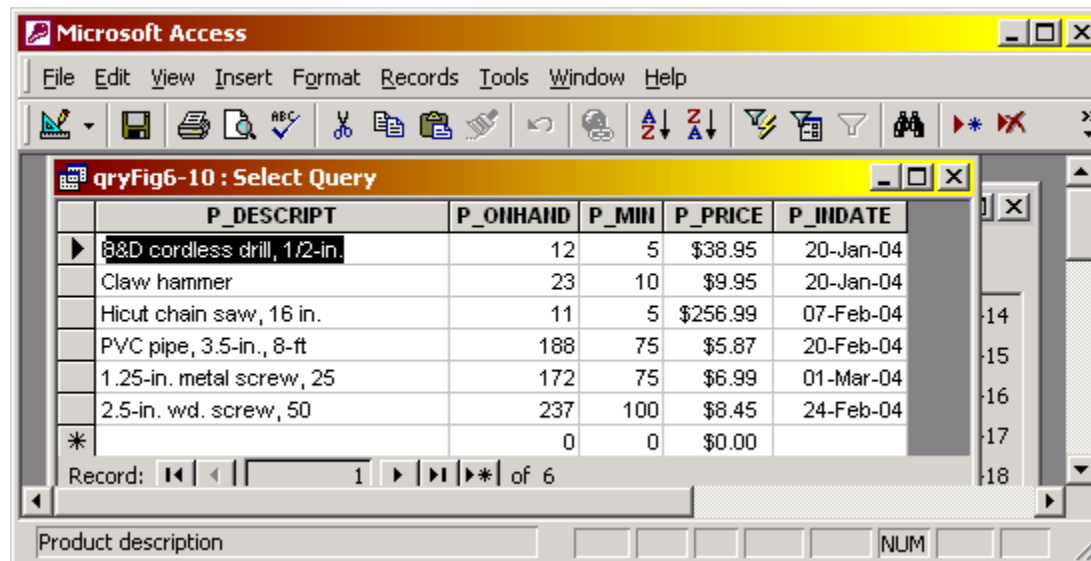 Microsoft Access
File Edit View Insert Format Records Tools Window Help
ABC A Z Z A
qryFig6-10 : Select Query
P_DESCRIPT P_ONHAND P_MIN P_PRICE P_INDATE
B&D cordless drill, 1/2-in. 12 5 $38.95 20-Jan-04
Claw hammer 23 10 $9.95 20-Jan-04
Hicut chain saw, 16 in. 11 5 $256.99 07-Feb-04
-14
PVC pipe, 3.5-in., 8-ft 188 75 $5.87 20-Feb-04
-15
1.25-in. metal screw, 25 172 75 $6.99 01-Mar-04
-16
2.5-in. wd. screw, 50 237 100 $8.45 24-Feb-04
0 0 $0.00
-17
Record: 1 of 6
-18
Product description NUM